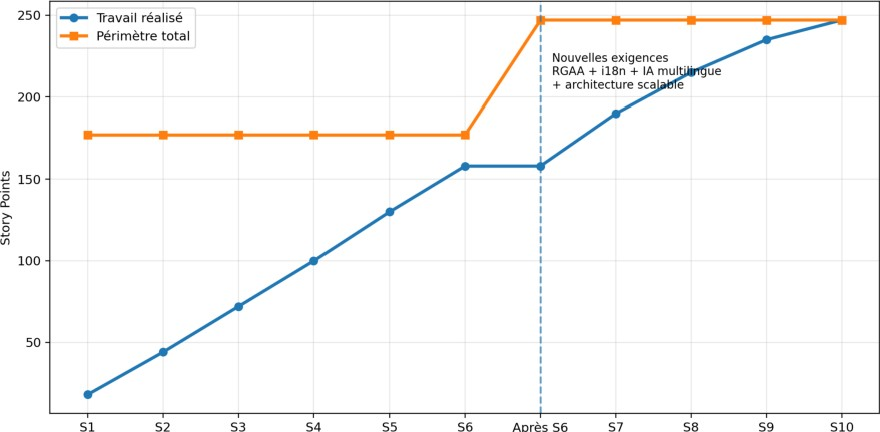 Travail réalisé
Périmètre total
250
200
150
100
50
Story Points
Nouvelles exigences
RGAA + i18n + IA multilingue
+ architecture scalable
S1 S2 S3 S4 S5 S6 Après S6 S7 S8 S9 S10